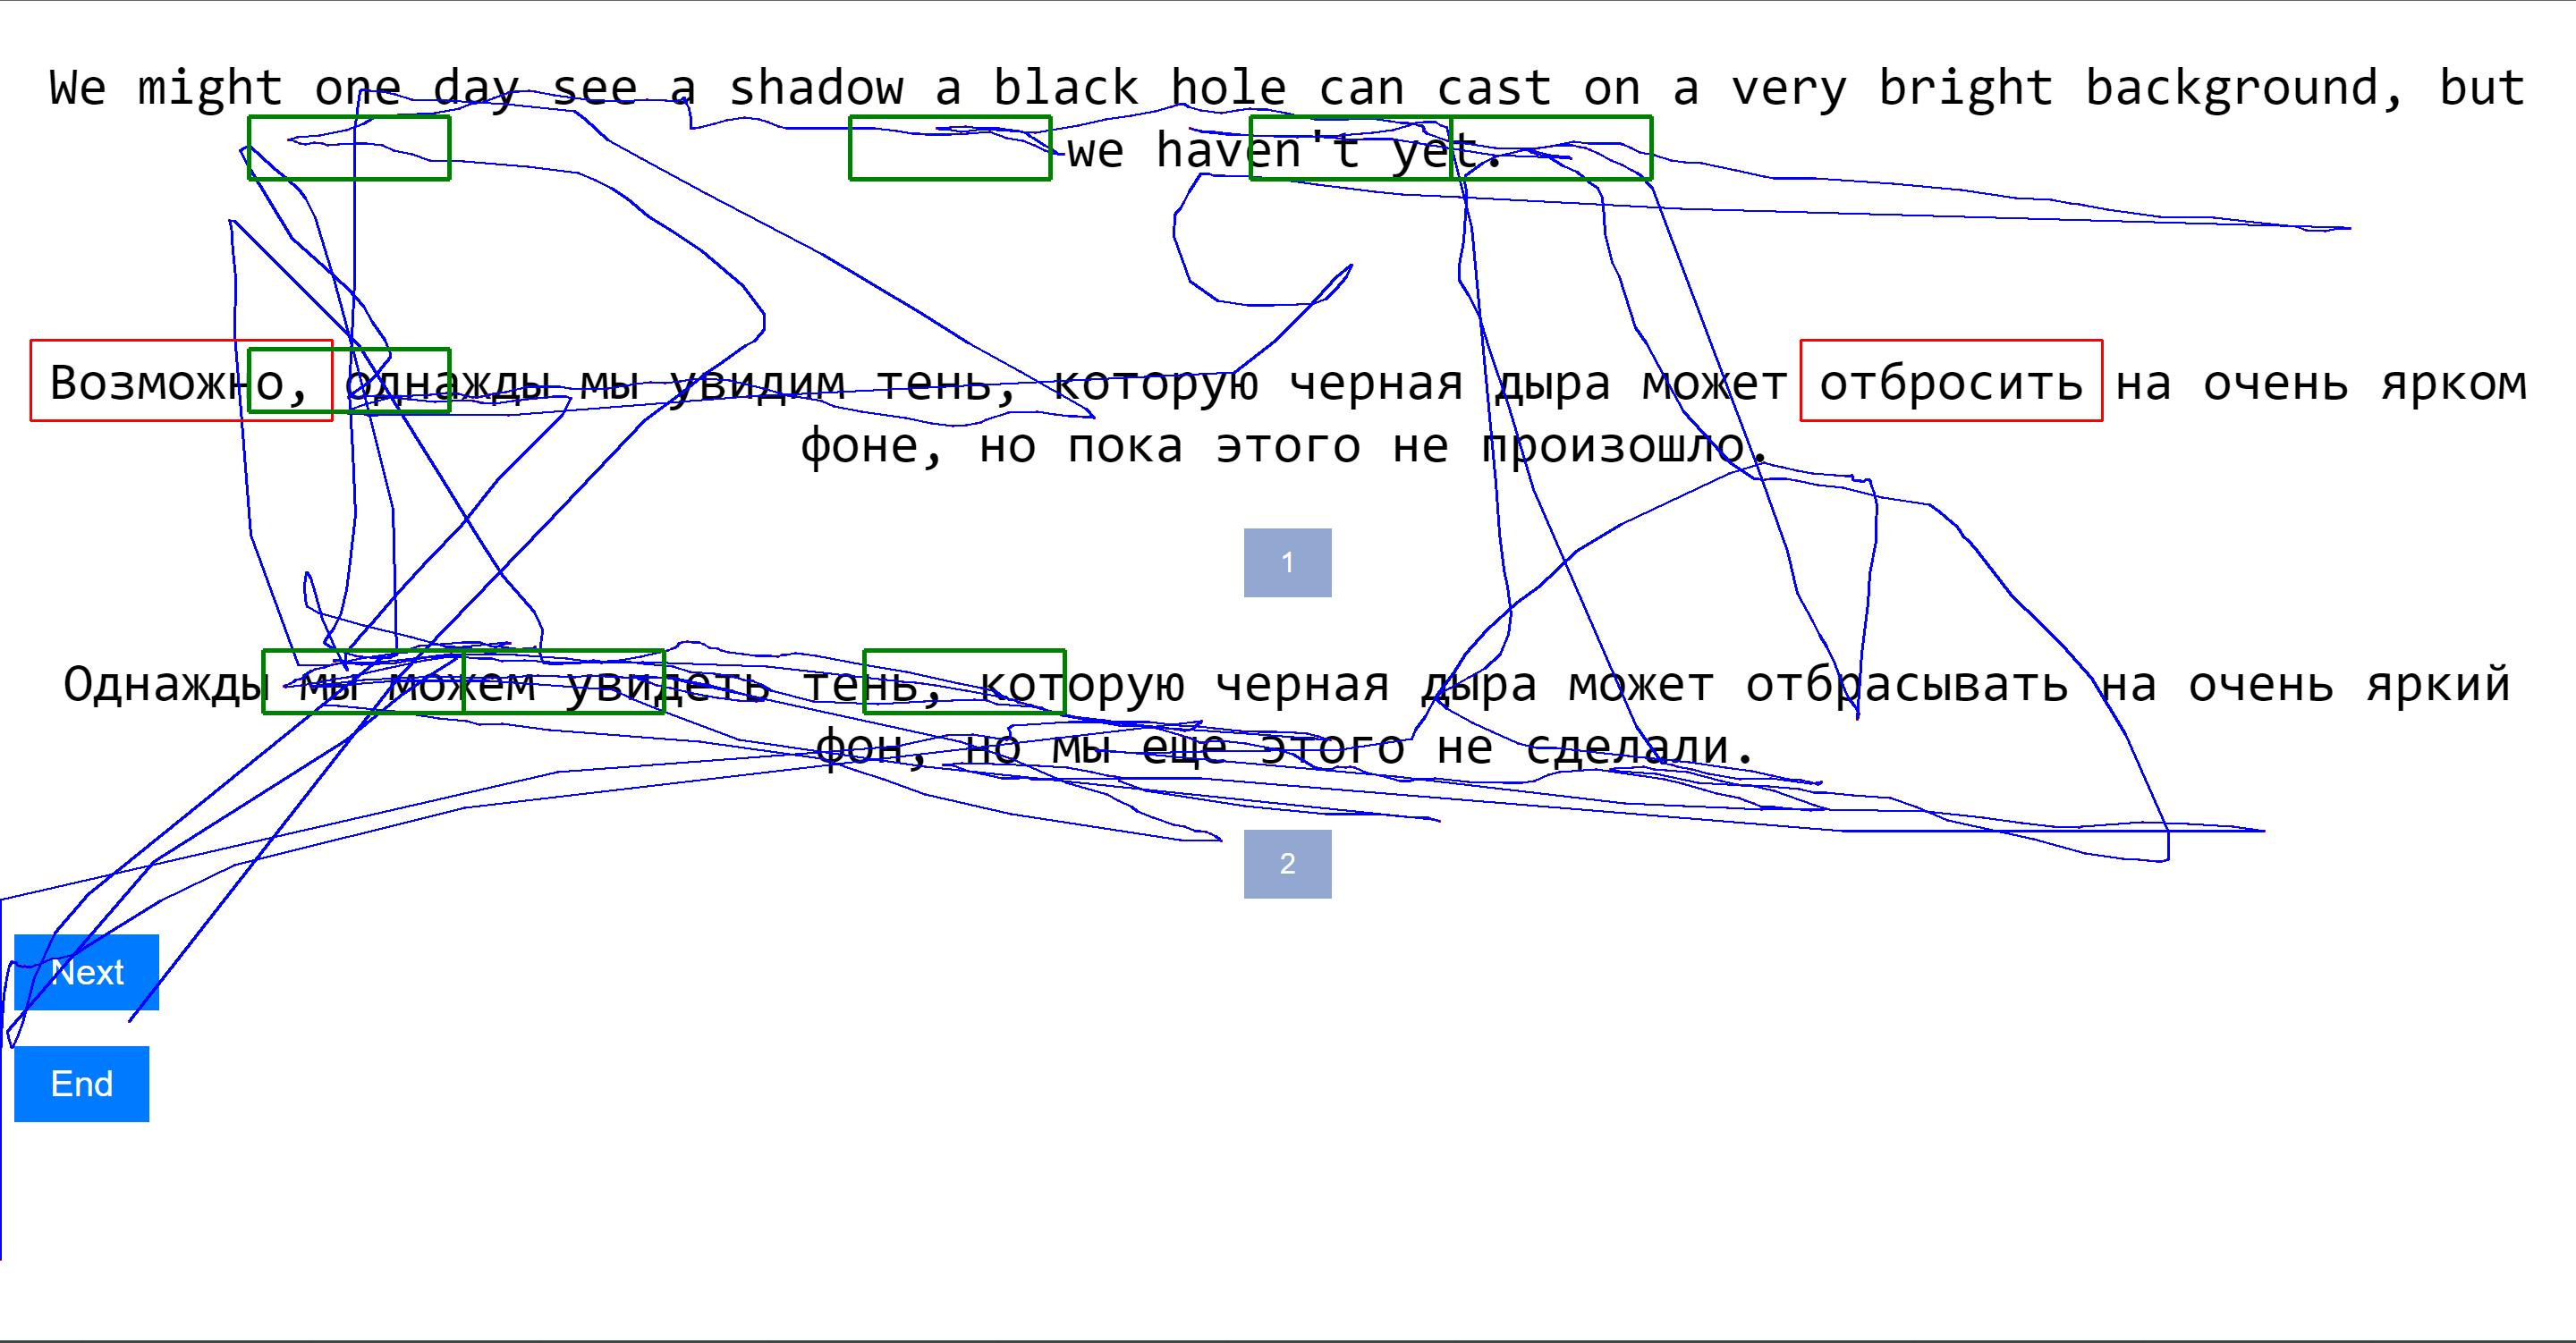 We might one day see a shadow a black hole can cast on a very bright background, but
we haven't yet.
Возможно, однажды мы увидим тень, которую черная дыра может отбросить на очень ярком
фоне, но пока этого не произошло.
1
Однажды мы можем увидеть тень, которую черная дыра может отбрасывать на очень яркий
фон, но мы еще этого не сделали.
2
Next
End